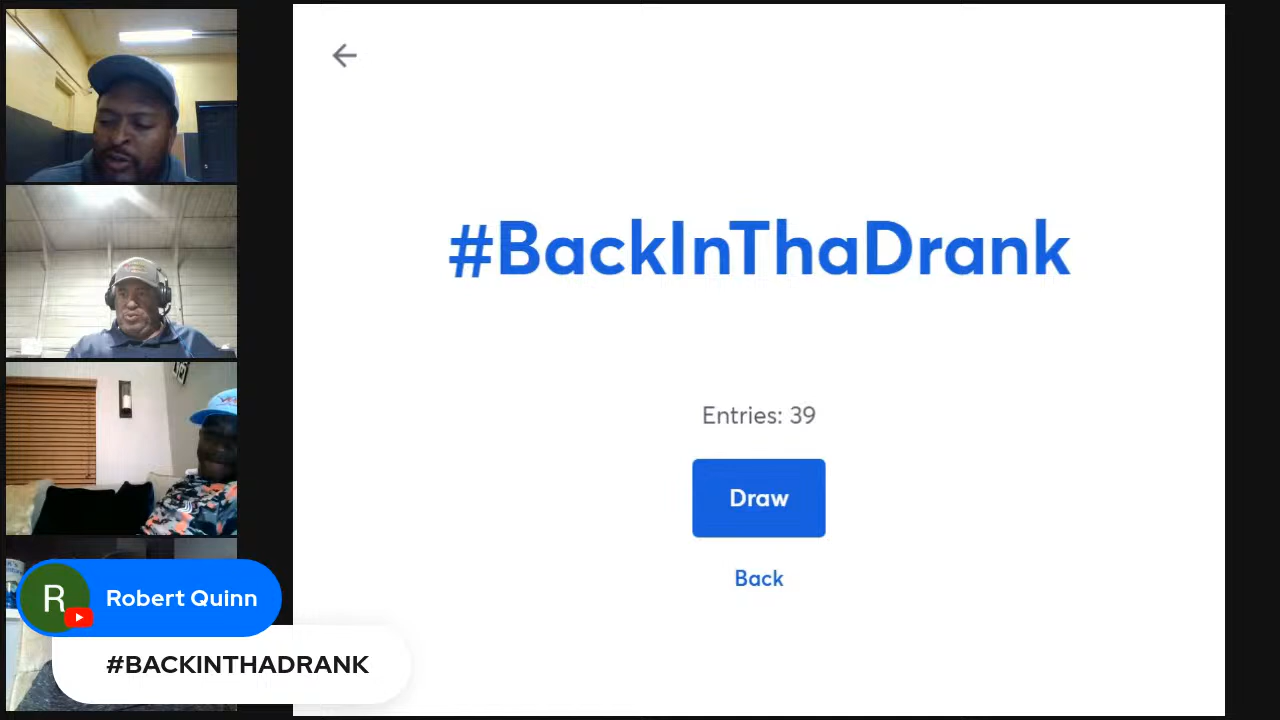 #BackInThaDrank
Entries: 39
Draw
Back
R
Robert Quinn
#BACKINTHADRANK